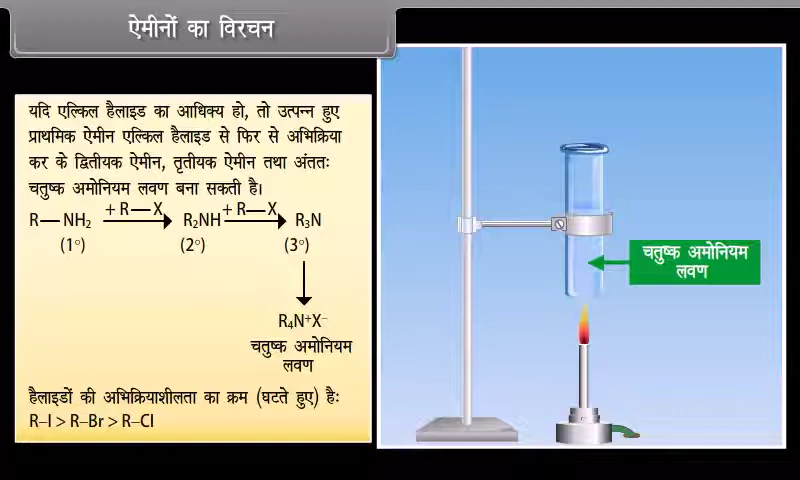 ऐमीनों का विरचन
यदि एल्किल हैलाइड का आधिक्य हो, तो उत्पन्न हुए
प्राथमिक ऐमीन एल्किल हैलाइड से फिर से अभिक्रिया
कर के द्वितीयक ऐमीन, तृतीयक ऐमीन तथा अंततः
चतुष्क अमोनियम लवण बना सकती है।
R—NH₂ + R—X R₂NH + R—X R₃N
(1°) (2°) (3°)
R₄N⁺X⁻
चतुष्क अमोनियम
लवण
हैलाइडों की अभिक्रियाशीलता का क्रम (घटते हुए) है:
R–I > R–Br > R–Cl
चतुष्क अमोनियम
लवण